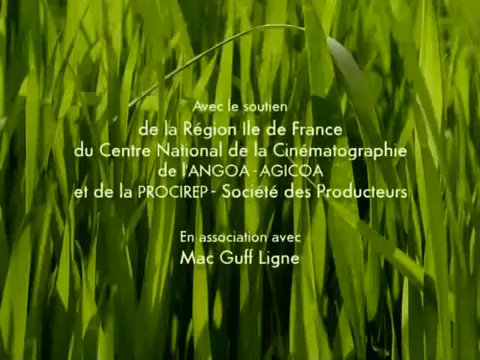 Avec le soutien
de la Région Ile de France
du Centre National de la Cinématographie
de l'ANGOA - AGICOA
et de la PROCIREP - Société des Producteurs
En association avec
Mac Guff Ligne